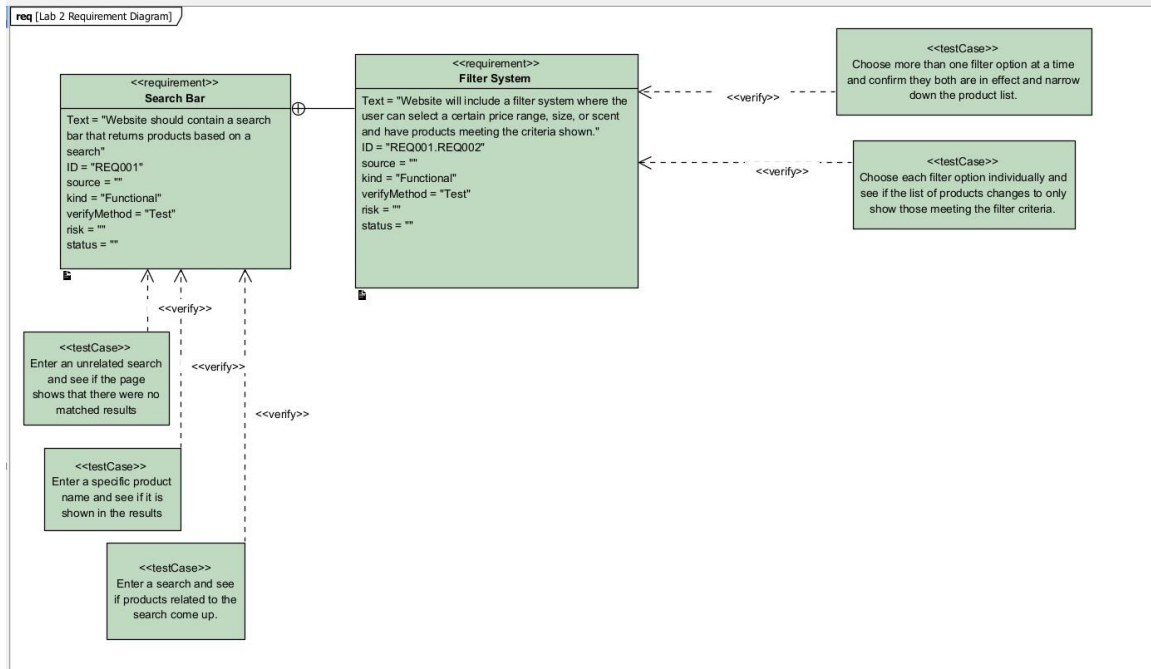 req [Lab 2 Requirement Diagram]
<<requirement>>
Search Bar
Text = "Website should contain a search
bar that returns products based on a
search"
ID = "REQ001"
source = ""
kind = "Functional"
verifyMethod = "Test"
risk = ""
status = ""
<<requirement>>
Filter System
Text = "Website will include a filter system where the
user can select a certain price range, size, or scent
and have products meeting the criteria shown."
ID = "REQ001.REQ002"
source = ""
kind = "Functional"
verifyMethod = "Test"
risk = ""
status = ""
<<testCase>>
Choose more than one filter option at a time
and confirm they both are in effect and narrow
down the product list.
<<verify>>
<<testCase>>
Choose each filter option individually and
see if the list of products changes to only
show those meeting the filter criteria.
<<verify>>
<<verify>>
<<testCase>>
Enter an unrelated search
and see if the page
shows that there were no
matched results
<<verify>>
<<verify>>
<<testCase>>
Enter a specific product
name and see if it is
shown in the results
<<testCase>>
Enter a search and see
if products related to the
search come up.